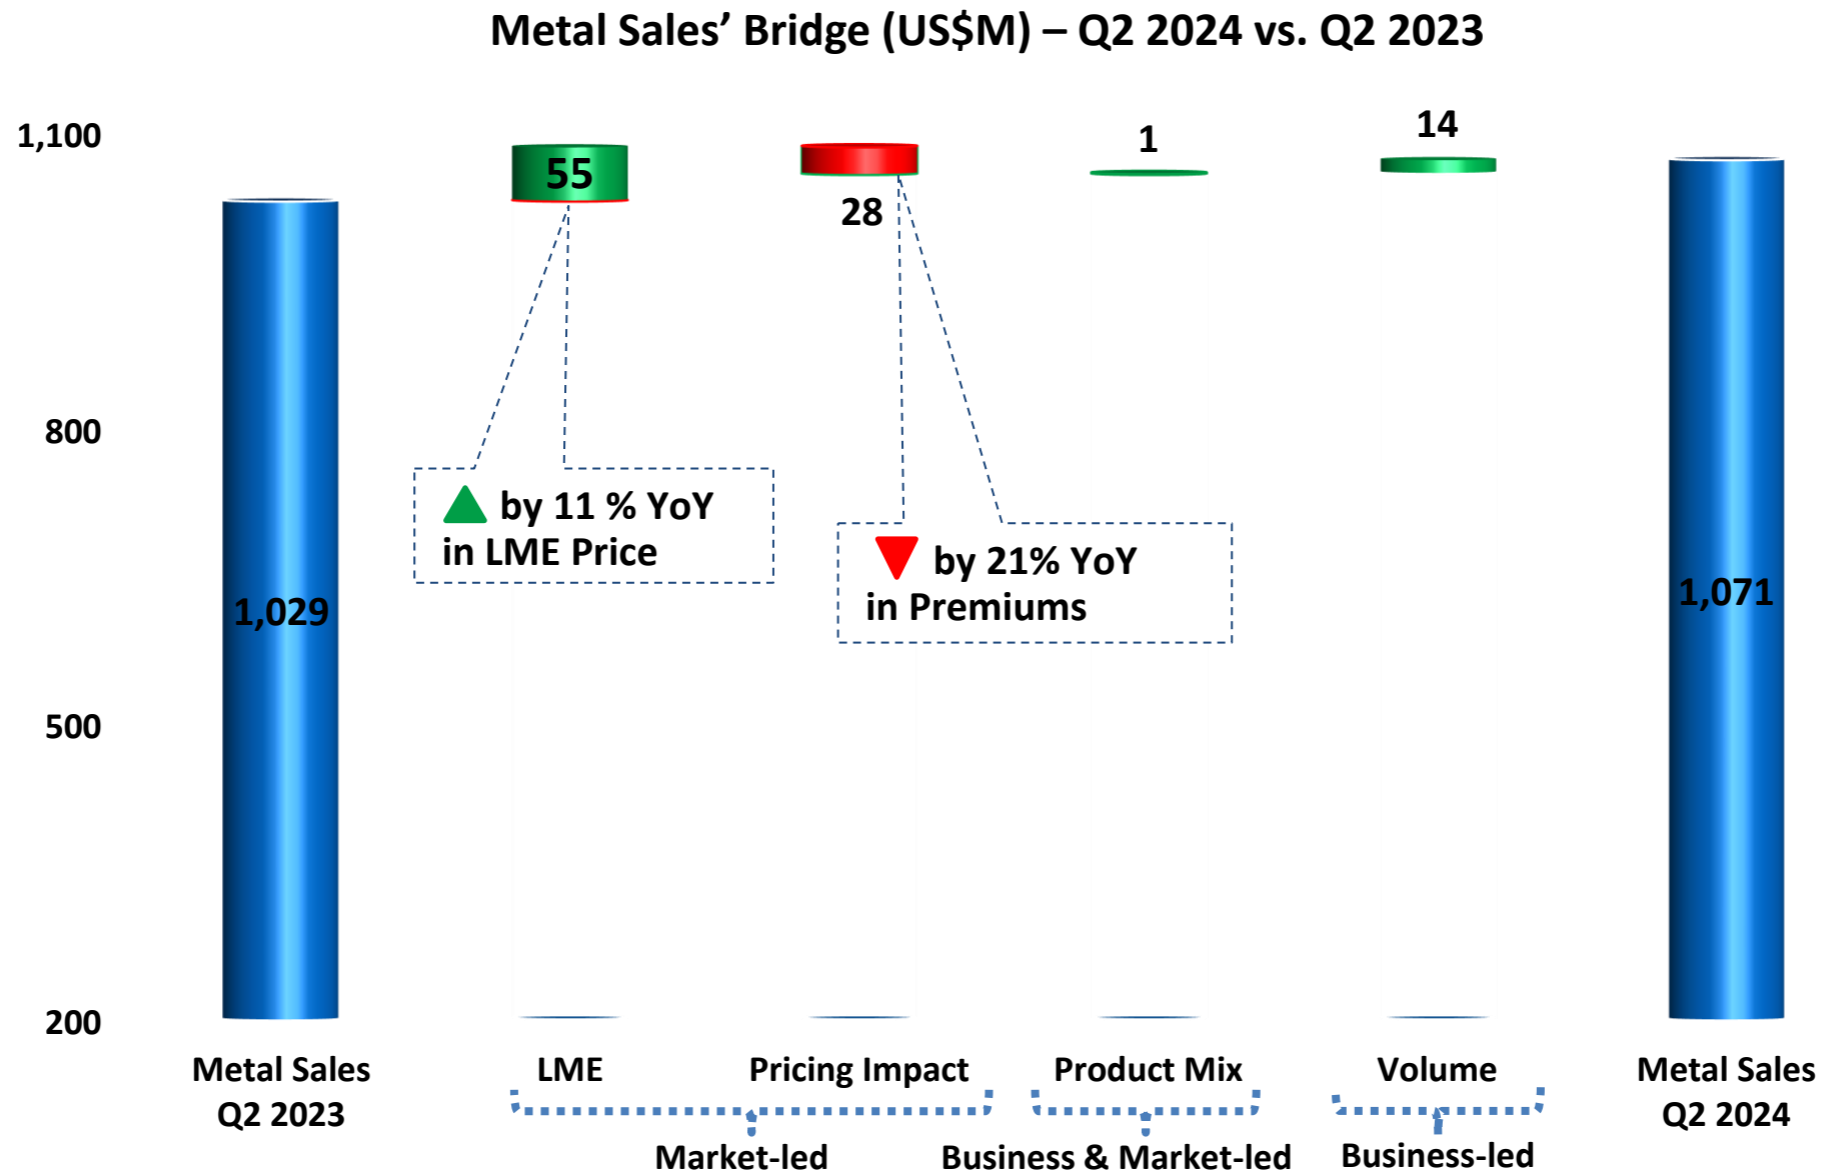 Metal Sales’ Bridge (US$M) – Q2 2024 vs. Q2 2023
1,100
800
500
200
1,029
55
28
1
14
1,071
by 11 % YoY
in LME Price
by 21% YoY
in Premiums
Metal Sales
Q2 2023
LME
Pricing Impact
Product Mix
Volume
Metal Sales
Q2 2024
Market-led
Business & Market-led
Business-led